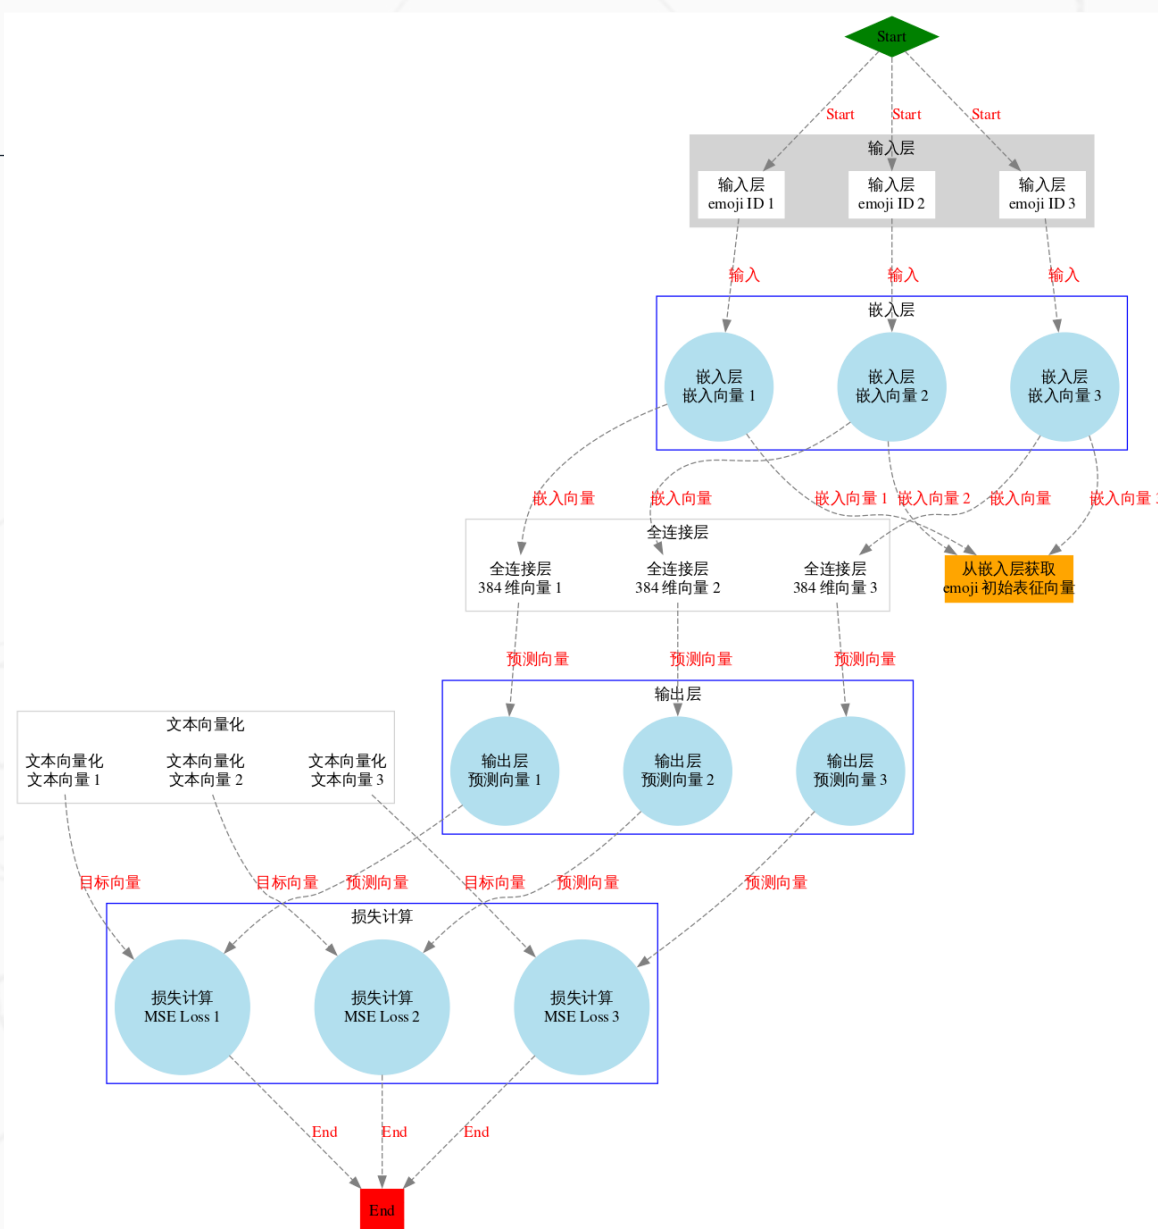 Start
Start
Start
Start
输入层
输入层
emoji ID 1
输入层
emoji ID 2
输入层
emoji ID 3
输入
输入
输入
嵌入层
嵌入层
嵌入向量 1
嵌入层
嵌入向量 2
嵌入层
嵌入向量 3
嵌入向量
嵌入向量
嵌入向量 1
嵌入向量 2
嵌入向量
嵌入向量 3
全连接层
全连接层
384 维向量 1
全连接层
384 维向量 2
全连接层
384 维向量 3
从嵌入层获取
emoji 初始表征向量
预测向量
预测向量
预测向量
输出层
输出层
预测向量 1
输出层
预测向量 2
输出层
预测向量 3
文本向量化
文本向量化
文本向量 1
文本向量化
文本向量 2
文本向量化
文本向量 3
目标向量
目标向量
预测向量
目标向量
预测向量
预测向量
损失计算
损失计算
MSE Loss 1
损失计算
MSE Loss 2
损失计算
MSE Loss 3
End
End
End
End